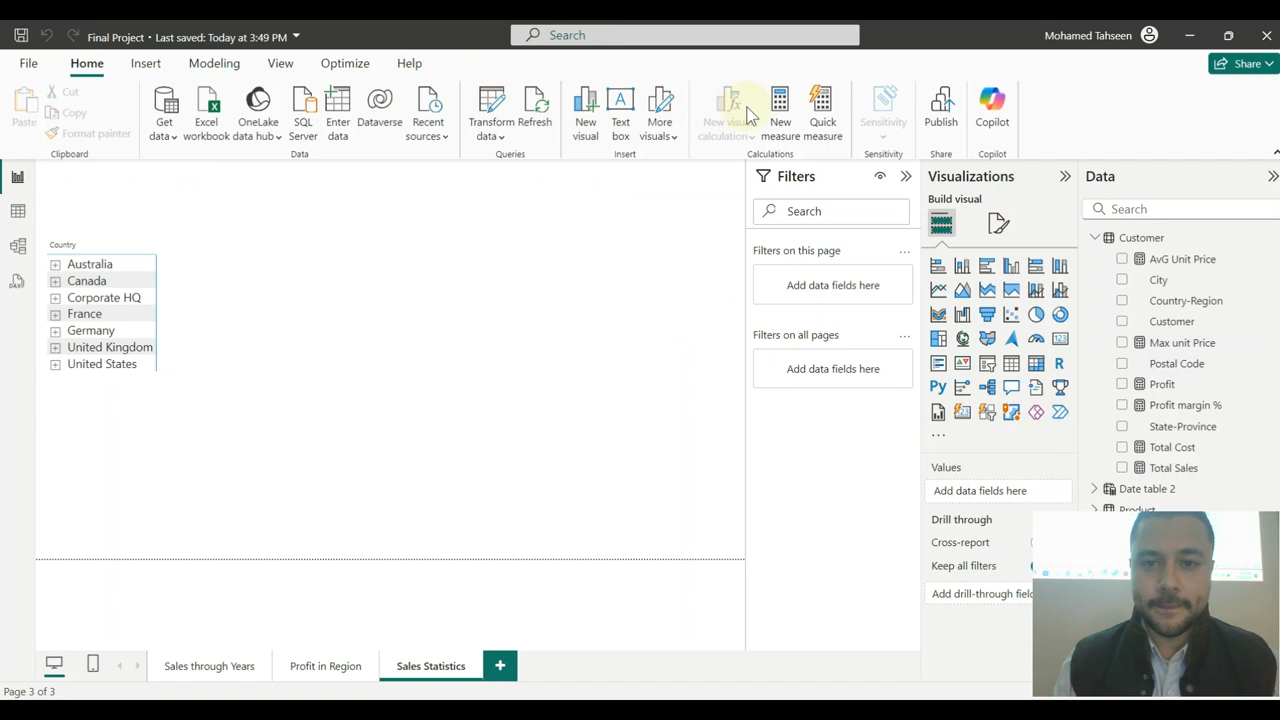 Final Project • Last saved: Today at 3:49 PM
Search
Mohamed Tahseen
File
Home
Insert
Modeling
View
Optimize
Help
Share
Paste
Cut
Copy
Format painter
Clipboard
Get data
Excel workbook
OneLake data hub
SQL Server
Enter data
Dataverse
Recent sources
Data
Transform data
Refresh
Queries
New visual
Text box
More visuals
Insert
New visual calculation
New measure
Quick measure
Calculations
Sensitivity
Sensitivity
Publish
Share
Copilot
Copilot
Country
Australia
Canada
Corporate HQ
France
Germany
United Kingdom
United States
Filters
Search
Filters on this page
Add data fields here
Filters on all pages
Add data fields here
Visualizations
Build visual
Values
Add data fields here
Drill through
Cross-report
Keep all filters
Add drill-through
Data
Search
Customer
AvG Unit Price
City
Country-Region
Customer
Max unit Price
Postal Code
Profit
Profit margin %
State-Province
Total Cost
Total Sales
Date table 2
Product
Sales through Years
Profit in Region
Sales Statistics
Page 3 of 3